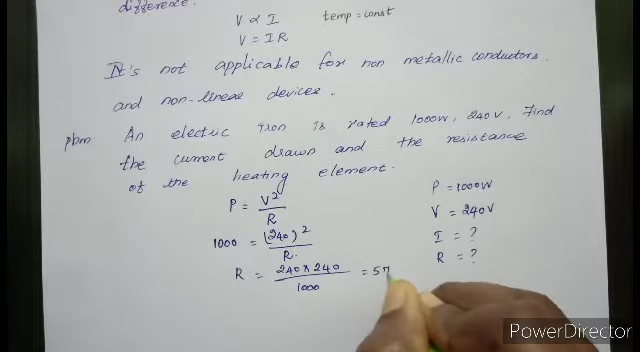 difference.
V ∝ I temp = const
V = I R
It's not applicable for non metallic conductors.
and non-linear devices.
pbm An electric iron is rated 1000W, 240V. Find
the current drawn and the resistance
of the heating element.
P = V²/R
P = 1000W
1000 = (240)²/R.
V = 240V
I = ?
R = 240 x 240/1000 = 57
R = ?
PowerDirector